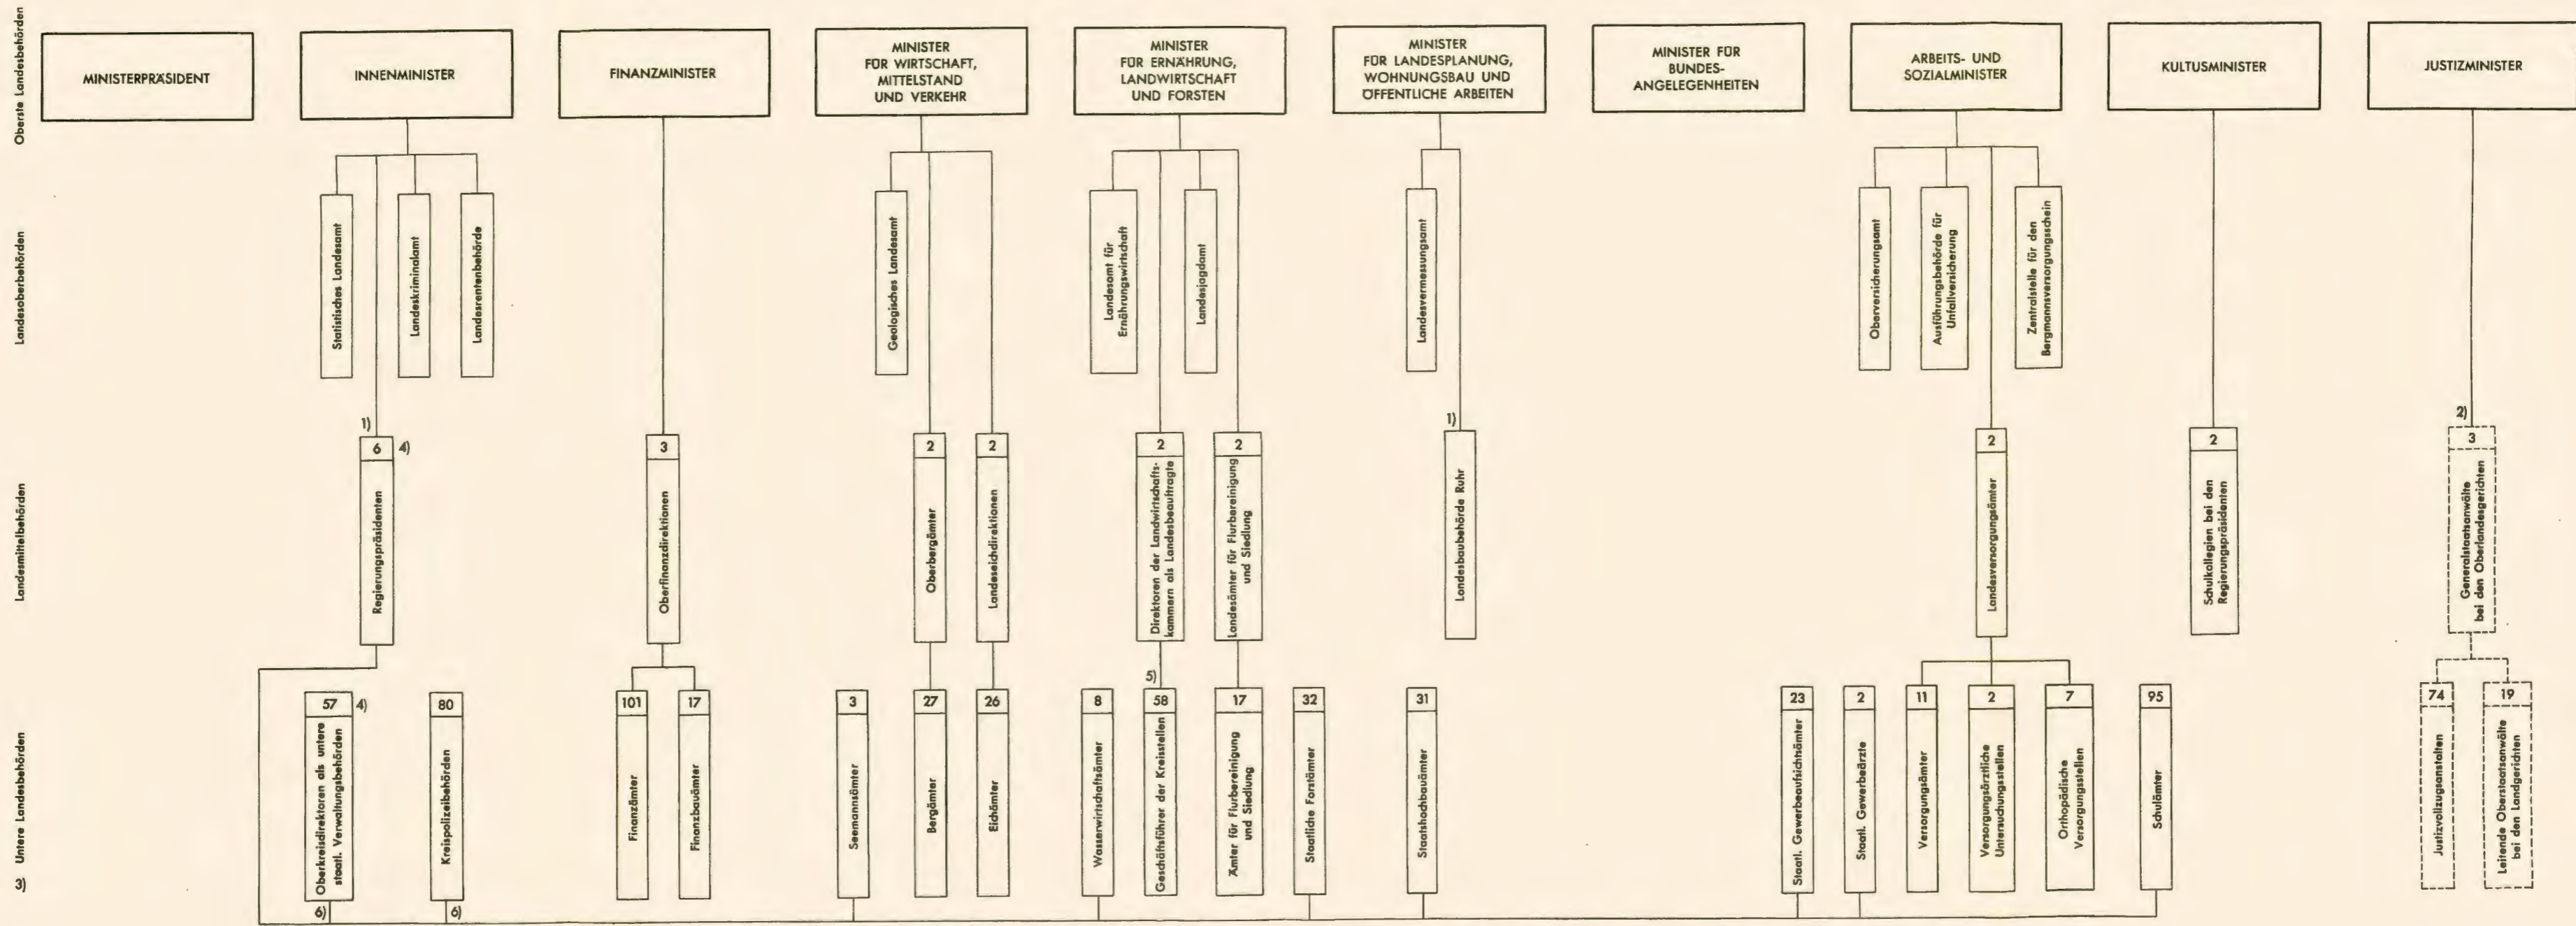 Oberste Landesbehörden
MINISTERPRÄSIDENT
INNENMINISTER
FINANZMINISTER
MINISTER
FÜR WIRTSCHAFT,
MITTELSTAND
UND VERKEHR
MINISTER
FÜR ERNÄHRUNG,
LANDWIRTSCHAFT
UND FORSTEN
MINISTER
FÜR LANDESPLANUNG,
WOHNUNGSBAU UND
ÖFFENTLICHE ARBEITEN
MINISTER FÜR
BUNDES-
ANGELEGENHEITEN
ARBEITS- UND
SOZIALMINISTER
KULTUSMINISTER
JUSTIZMINISTER
Landesoberbehörden
Statistisches Landesamt
Landeskriminalamt
Landesrentenbehörde
Geologisches Landesamt
Landesamt für
Ernährungswirtschaft
Landesjagdamt
Landesvermessungsamt
Oberversicherungsamt
Ausführungsbehörde für
Unfallversicherung
Zentralstelle für den
Bergmannsversorgungsschein
Landesmittelbehörden
1)
6
4)
Regierungspräsidenten
3
Oberfinanzdirektionen
2
Oberbergämter
2
Landeseichdirektionen
2
Direktoren der Landwirtschafts-
kammern als Landesbeauftragte
2
Landesämter für Flurbereinigung
und Siedlung
1)
Landesbaubehörde Ruhr
2
Landesversorgungsämter
2
Schulkollegien bei den
Regierungspräsidenten
2)
3
Generalstaatsanwälte
bei den Oberlandesgerichten
3)
Untere Landesbehörden
57
4)
Oberkreisdirektoren als untere
staatl. Verwaltungsbehörden
6)
80
Kreispolizeibehörden
6)
101
Finanzämter
17
Finanzbauämter
3
Seemannsämter
27
Bergämter
26
Eichämter
8
Wasserwirtschaftsämter
5)
58
Geschäftsführer der Kreisstellen
17
Ämter für Flurbereinigung
und Siedlung
32
Staatliche Forstämter
31
Staatshochbauämter
23
Staatl. Gewerbeaufsichtsämter
2
Staatl. Gewerbeärzte
11
Versorgungsämter
2
Versorgungsärztliche
Untersuchungsstellen
7
Orthopädische
Versorgungsstellen
95
Schulämter
74
Justizvollzugsanstalten
19
Leitende Oberstaatsanwälte
bei den Landgerichten